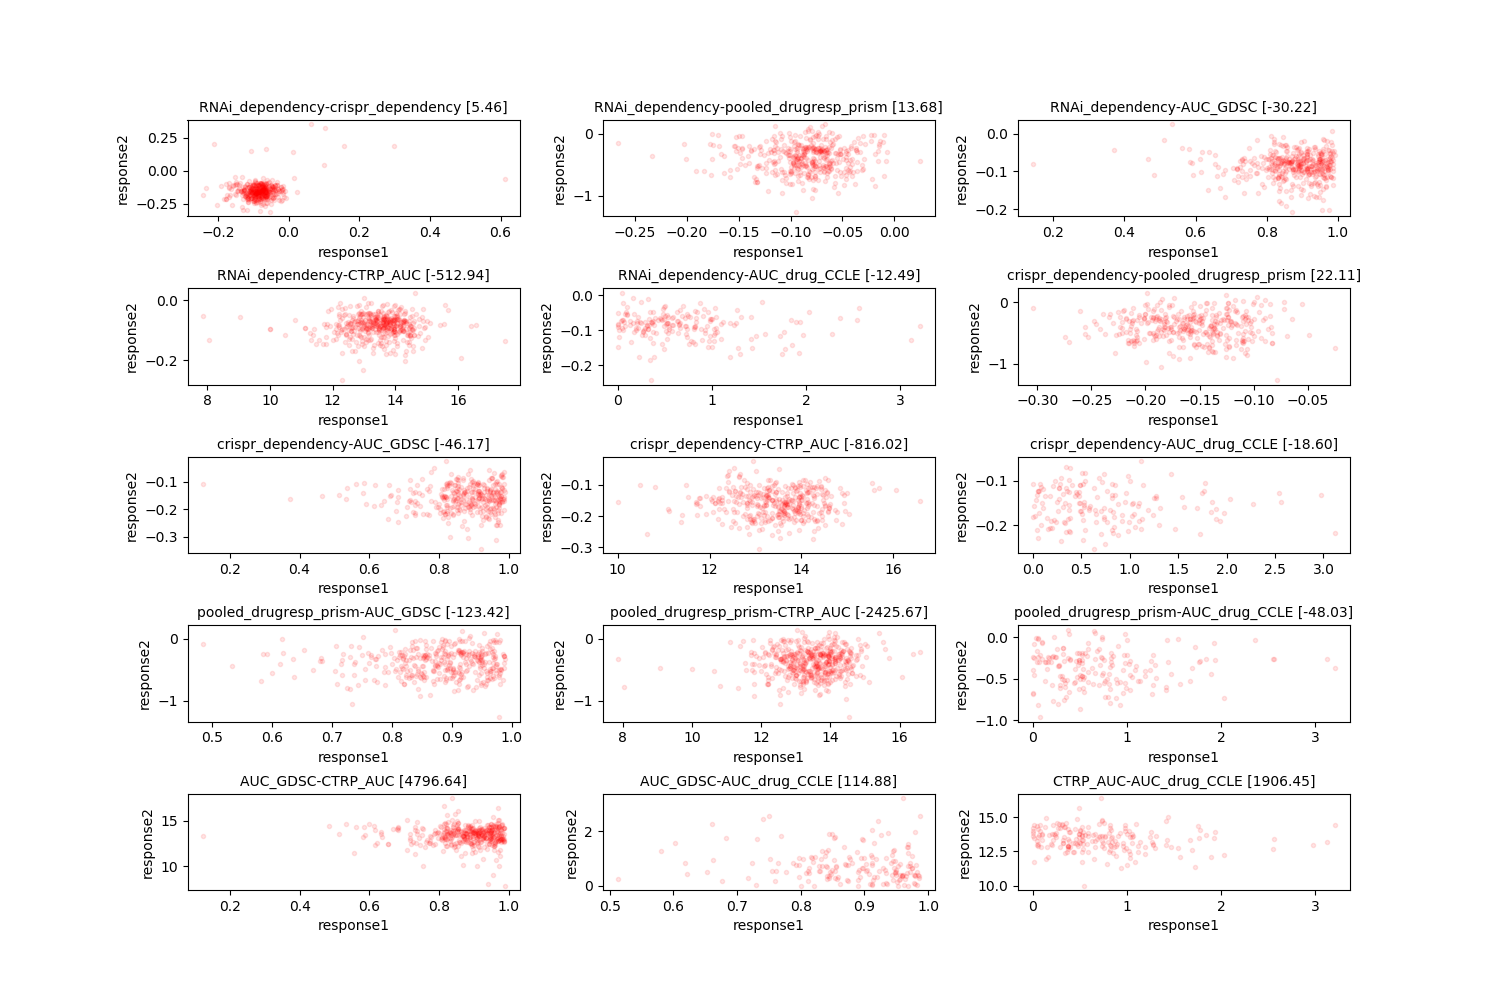 RNAi_dependency-crispr_dependency [5.46]
RNAi_dependency-pooled_drugresp_prism [13.68]
RNAi_dependency-AUC_GDSC [-30.22]
response2
0.25
0.00
−0.25
−0.2 0.0 0.2 0.4 0.6
response1
response2
0
−1
−0.25 −0.20 −0.15 −0.10 −0.05 0.00
response1
response2
0.0
−0.1
−0.2
0.2 0.4 0.6 0.8 1.0
response1
RNAi_dependency-CTRP_AUC [-512.94]
RNAi_dependency-AUC_drug_CCLE [-12.49]
crispr_dependency-pooled_drugresp_prism [22.11]
response2
0.0
−0.2
8 10 12 14 16
response1
response2
0.0
−0.1
−0.2
0 1 2 3
response1
response2
0
−1
−0.30 −0.25 −0.20 −0.15 −0.10 −0.05
response1
crispr_dependency-AUC_GDSC [-46.17]
crispr_dependency-CTRP_AUC [-816.02]
crispr_dependency-AUC_drug_CCLE [-18.60]
response2
−0.1
−0.2
−0.3
0.2 0.4 0.6 0.8 1.0
response1
response2
−0.1
−0.2
−0.3
10 12 14 16
response1
response2
−0.1
−0.2
0.0 0.5 1.0 1.5 2.0 2.5 3.0
response1
pooled_drugresp_prism-AUC_GDSC [-123.42]
pooled_drugresp_prism-CTRP_AUC [-2425.67]
pooled_drugresp_prism-AUC_drug_CCLE [-48.03]
response2
0
−1
0.5 0.6 0.7 0.8 0.9 1.0
response1
response2
0
−1
8 10 12 14 16
response1
response2
0.0
−0.5
−1.0
0 1 2 3
response1
AUC_GDSC-CTRP_AUC [4796.64]
AUC_GDSC-AUC_drug_CCLE [114.88]
CTRP_AUC-AUC_drug_CCLE [1906.45]
response2
15
10
0.2 0.4 0.6 0.8 1.0
response1
response2
2
0
0.5 0.6 0.7 0.8 0.9 1.0
response1
response2
15.0
12.5
10.0
0 1 2 3
response1